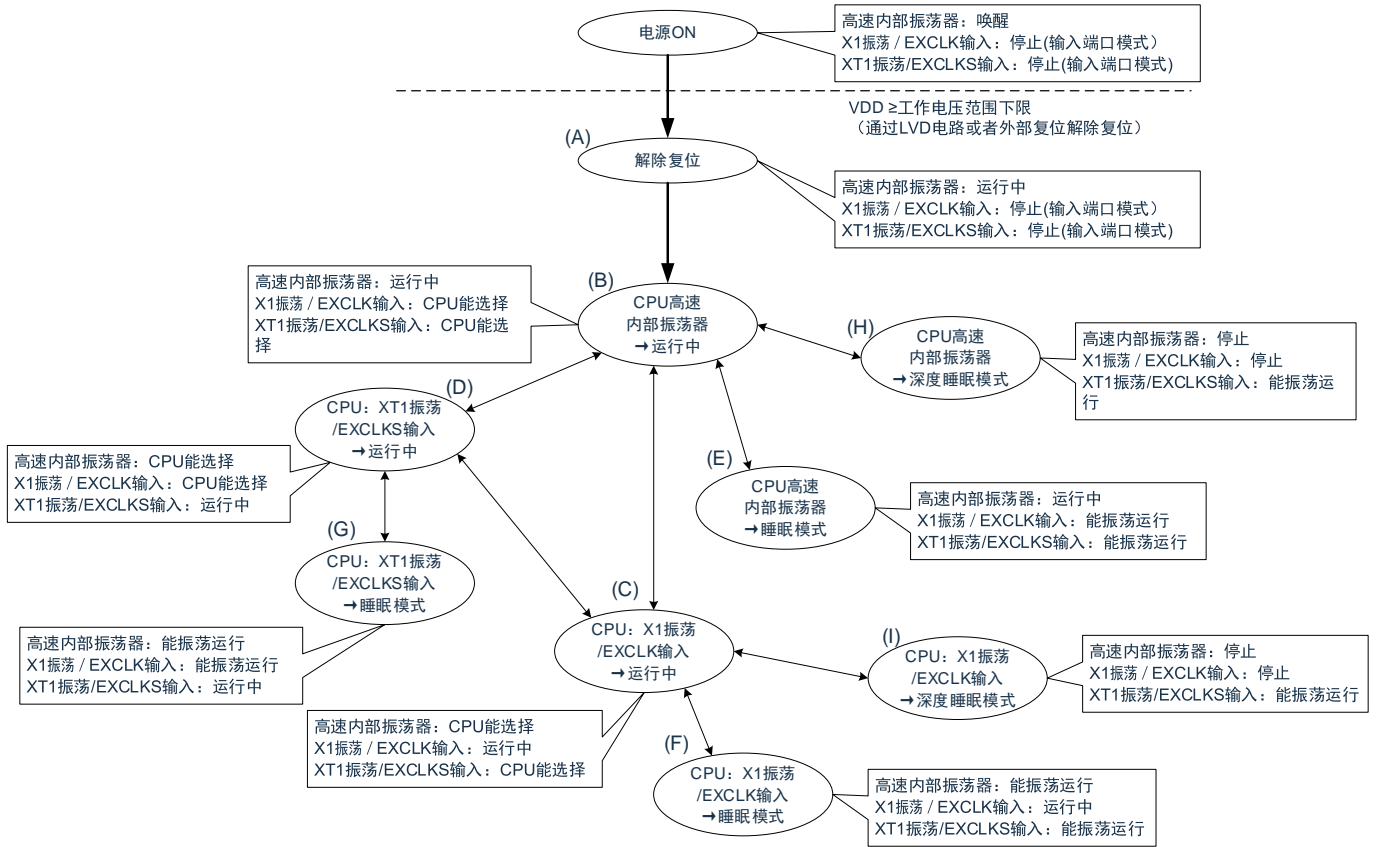 电源ON
高速内部振荡器：唤醒
X1振荡 / EXCLK输入：停止(输入端口模式）
XT1振荡/EXCLKS输入：停止(输入端口模式)
VDD ≥工作电压范围下限
（通过LVD电路或者外部复位解除复位）
(A)
解除复位
高速内部振荡器：运行中
X1振荡 / EXCLK输入：停止(输入端口模式）
XT1振荡/EXCLKS输入：停止(输入端口模式)
高速内部振荡器：运行中
X1振荡 / EXCLK输入：CPU能选择
XT1振荡/EXCLKS输入：CPU能选
择
(B)
CPU高速
内部振荡器
→运行中
(H)
CPU高速
内部振荡器
→深度睡眠模式
高速内部振荡器：停止
X1振荡 / EXCLK输入：停止
XT1振荡/EXCLKS输入：能振荡运
行
(D)
CPU：XT1振荡
/EXCLKS输入
→运行中
高速内部振荡器：CPU能选择
X1振荡 / EXCLK输入：CPU能选择
XT1振荡/EXCLKS输入：运行中
(E)
CPU高速
内部振荡器
→睡眠模式
高速内部振荡器：运行中
X1振荡 / EXCLK输入：能振荡运行
XT1振荡/EXCLKS输入：能振荡运行
(G)
CPU：XT1振荡
/EXCLKS输入
→睡眠模式
高速内部振荡器：能振荡运行
X1振荡 / EXCLK输入：能振荡运行
XT1振荡/EXCLKS输入：运行中
(C)
CPU：X1振荡
/EXCLK输入
→运行中
高速内部振荡器：CPU能选择
X1振荡 / EXCLK输入：运行中
XT1振荡/EXCLKS输入：CPU能选择
(I)
CPU：X1振荡
/EXCLK输入
→深度睡眠模式
高速内部振荡器：停止
X1振荡 / EXCLK输入：停止
XT1振荡/EXCLKS输入：能振荡运行
(F)
CPU：X1振荡
/EXCLK输入
→睡眠模式
高速内部振荡器：能振荡运行
X1振荡 / EXCLK输入：运行中
XT1振荡/EXCLKS输入：能振荡运行